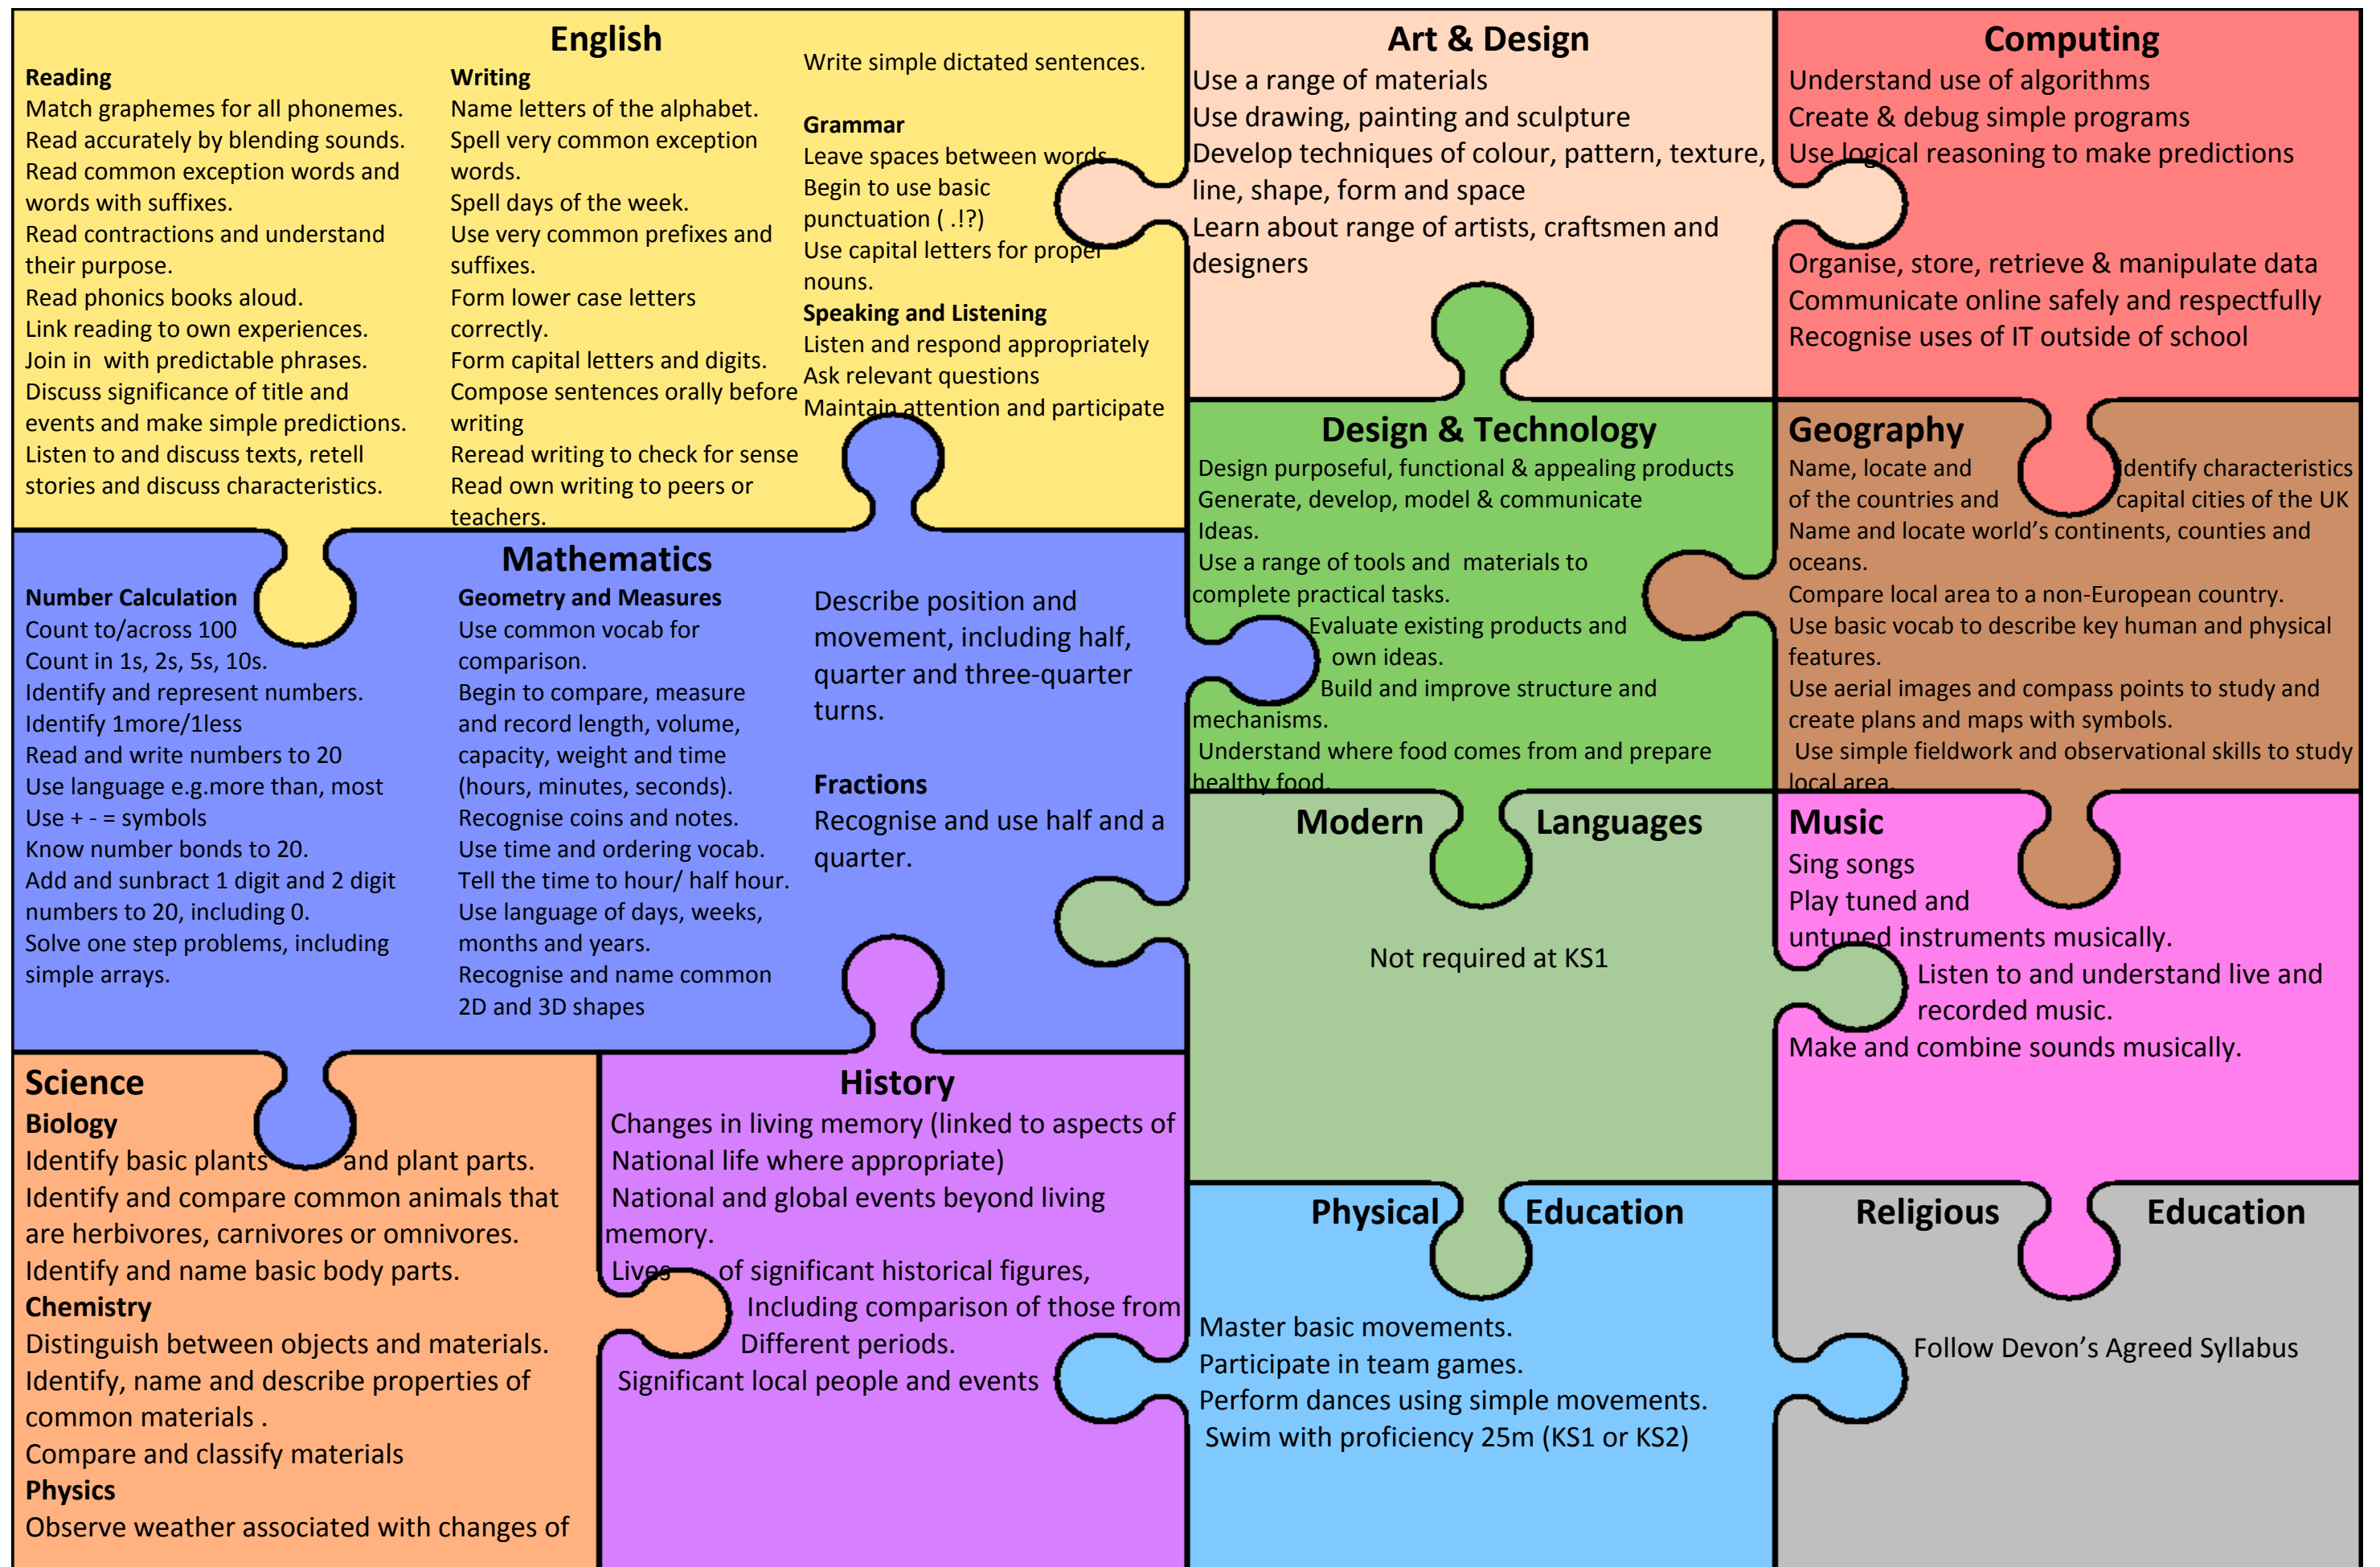 English
Reading
Match graphemes for all phonemes.
Read accurately by blending sounds.
Read common exception words and
words with suffixes.
Read contractions and understand
their purpose.
Read phonics books aloud.
Link reading to own experiences.
Join in  with predictable phrases.
Discuss significance of title and
events and make simple predictions.
Listen to and discuss texts, retell
stories and discuss characteristics.
Writing
Name letters of the alphabet.
Spell very common exception
words.
Spell days of the week.
Use very common prefixes and
suffixes.
Form lower case letters
correctly.
Form capital letters and digits.
Compose sentences orally before
writing
Reread writing to check for sense
Read own writing to peers or
teachers.
Write simple dictated sentences.
Grammar
Leave spaces between words
Begin to use basic
punctuation ( .!?)
Use capital letters for proper
nouns.
Speaking and Listening
Listen and respond appropriately
Ask relevant questions
Maintain attention and participate
Art & Design
Use a range of materials
Use drawing, painting and sculpture
Develop techniques of colour, pattern, texture,
line, shape, form and space
Learn about range of artists, craftsmen and
designers
Computing
Understand use of algorithms
Create & debug simple programs
Use logical reasoning to make predictions
Organise, store, retrieve & manipulate data
Communicate online safely and respectfully
Recognise uses of IT outside of school
Mathematics
Number Calculation
Count to/across 100
Count in 1s, 2s, 5s, 10s.
Identify and represent numbers.
Identify 1more/1less
Read and write numbers to 20
Use language e.g.more than, most
Use + - = symbols
Know number bonds to 20.
Add and sunbract 1 digit and 2 digit
numbers to 20, including 0.
Solve one step problems, including
simple arrays.
Geometry and Measures
Use common vocab for
comparison.
Begin to compare, measure
and record length, volume,
capacity, weight and time
(hours, minutes, seconds).
Recognise coins and notes.
Use time and ordering vocab.
Tell the time to hour/ half hour.
Use language of days, weeks,
months and years.
Recognise and name common
2D and 3D shapes
Describe position and
movement, including half,
quarter and three-quarter
turns.
Fractions
Recognise and use half and a
quarter.
Design & Technology
Design purposeful, functional & appealing products
Generate, develop, model & communicate
Ideas.
Use a range of tools and  materials to
complete practical tasks.
Evaluate existing products and
own ideas.
Build and improve structure and
mechanisms.
Understand where food comes from and prepare
healthy food.
Geography
Name, locate and identify characteristics
of the countries and capital cities of the UK
Name and locate world's continents, counties and
oceans.
Compare local area to a non-European country.
Use basic vocab to describe key human and physical
features.
Use aerial images and compass points to study and
create plans and maps with symbols.
Use simple fieldwork and observational skills to study
local area.
Modern Languages
Not required at KS1
Music
Sing songs
Play tuned and
untuned instruments musically.
Listen to and understand live and
recorded music.
Make and combine sounds musically.
Science
Biology
Identify basic plants and plant parts.
Identify and compare common animals that
are herbivores, carnivores or omnivores.
Identify and name basic body parts.
Chemistry
Distinguish between objects and materials.
Identify, name and describe properties of
common materials .
Compare and classify materials
Physics
Observe weather associated with changes of
History
Changes in living memory (linked to aspects of
National life where appropriate)
National and global events beyond living
memory.
Lives of significant historical figures,
Including comparison of those from
Different periods.
Significant local people and events
Physical Education
Master basic movements.
Participate in team games.
Perform dances using simple movements.
Swim with proficiency 25m (KS1 or KS2)
Religious Education
Follow Devon's Agreed Syllabus